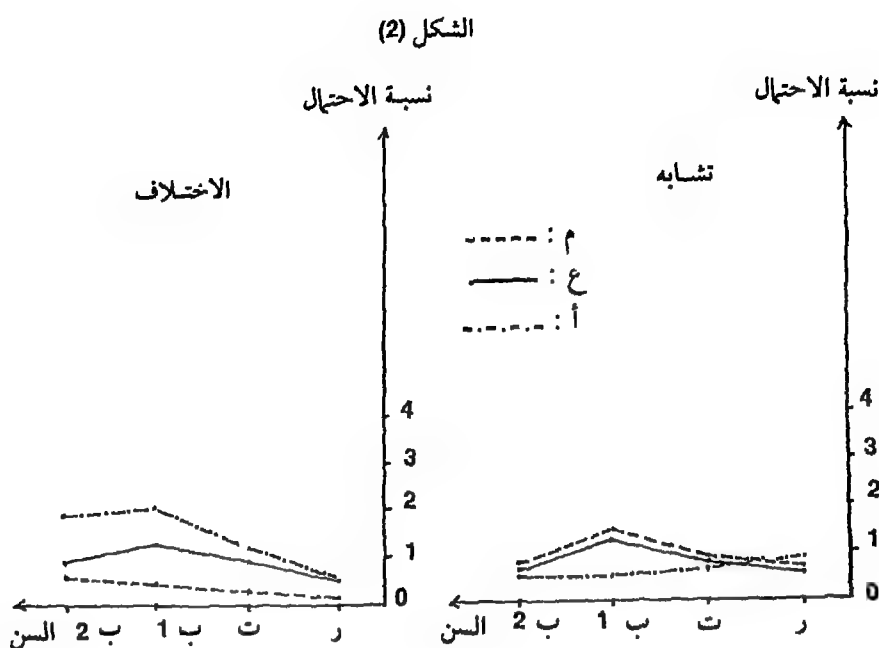 الشكل (2)
نسبة الاحتمال
تشابه
م :
ع :
أ :
4
3
2
1
0
ر ت ب 1 ب 2
نسبة الاحتمال
الاختلاف
4
3
2
1
0
ر ت ب 1 ب 2 السن